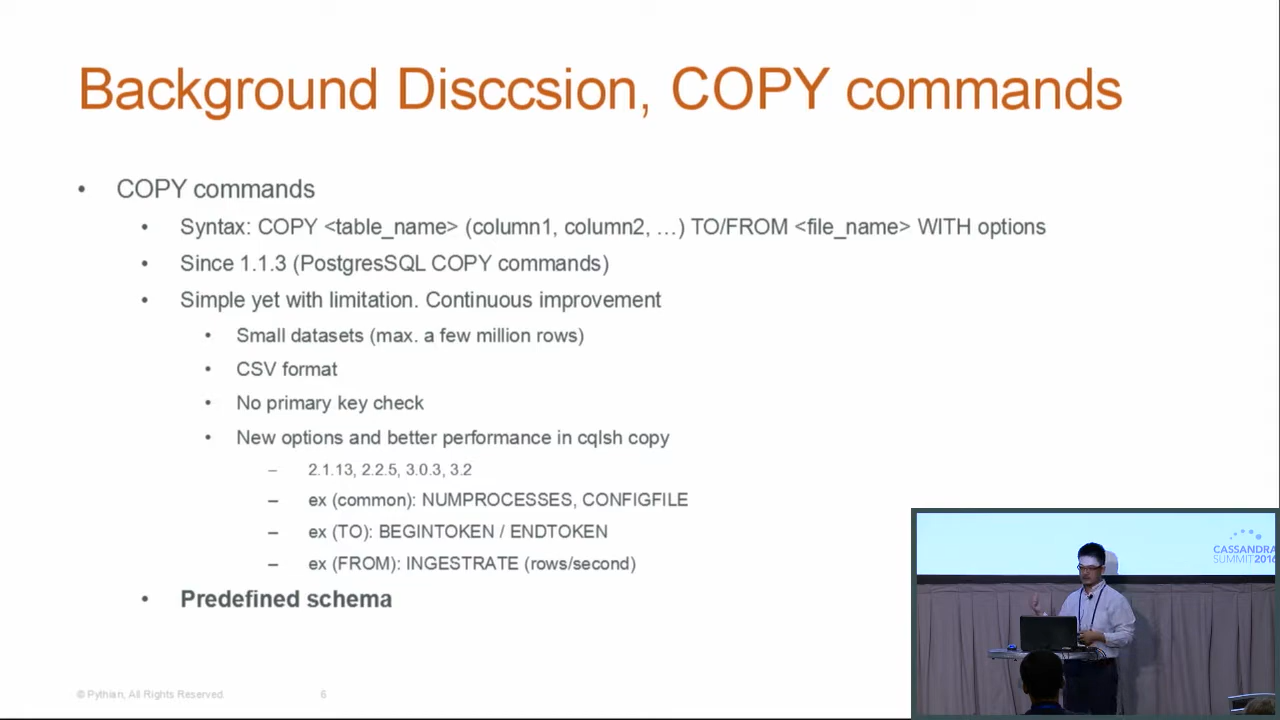 Background Disccsion, COPY commands
• COPY commands
• Syntax: COPY <table_name> (column1, column2, …) TO/FROM <file_name> WITH options
• Since 1.1.3 (PostgresSQL COPY commands)
• Simple yet with limitation. Continuous improvement
• Small datasets (max. a few million rows)
• CSV format
• No primary key check
• New options and better performance in cqlsh copy
– 2.1.13, 2.2.5, 3.0.3, 3.2
– ex (common): NUMPROCESSES, CONFIGFILE
– ex (TO): BEGINTOKEN / ENDTOKEN
– ex (FROM): INGESTRATE (rows/second)
• Predefined schema
© Pythian, All Rights Reserved. 6
CASSANDRA
SUMMIT2016